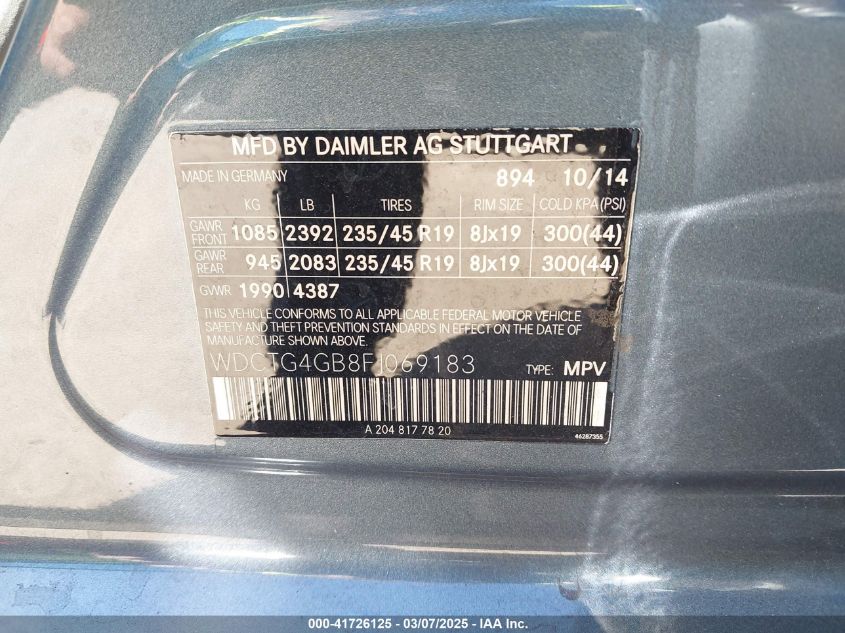 MFD BY DAIMLER AG STUTTGART
MADE IN GERMANY 894 10/14
KG LB TIRES RIM SIZE COLD KPA(PSI)
GAWR FRONT 1085 2392 235/45 R19 8Jx19 300(44)
GAWR REAR 945 2083 235/45 R19 8Jx19 300(44)
GVWR 1990 4387
THIS VEHICLE CONFORMS TO ALL APPLICABLE FEDERAL MOTOR VEHICLE
SAFETY AND THEFT PREVENTION STANDARDS IN EFFECT ON THE DATE OF
MANUFACTURE SHOWN ABOVE.
WDCTG4GB8FJ069183 TYPE: MPV
A 204 817 78 20 46287355
000-41726125 - 03/07/2025 - IAAI.com